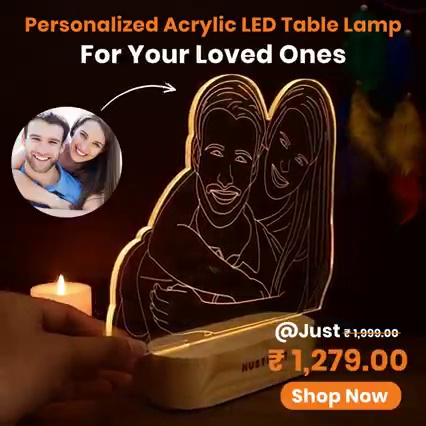 Personalized Acrylic LED Table Lamp
For Your Loved Ones
@Just ₹ 1,999.00
₹ 1,279.00
Shop Now